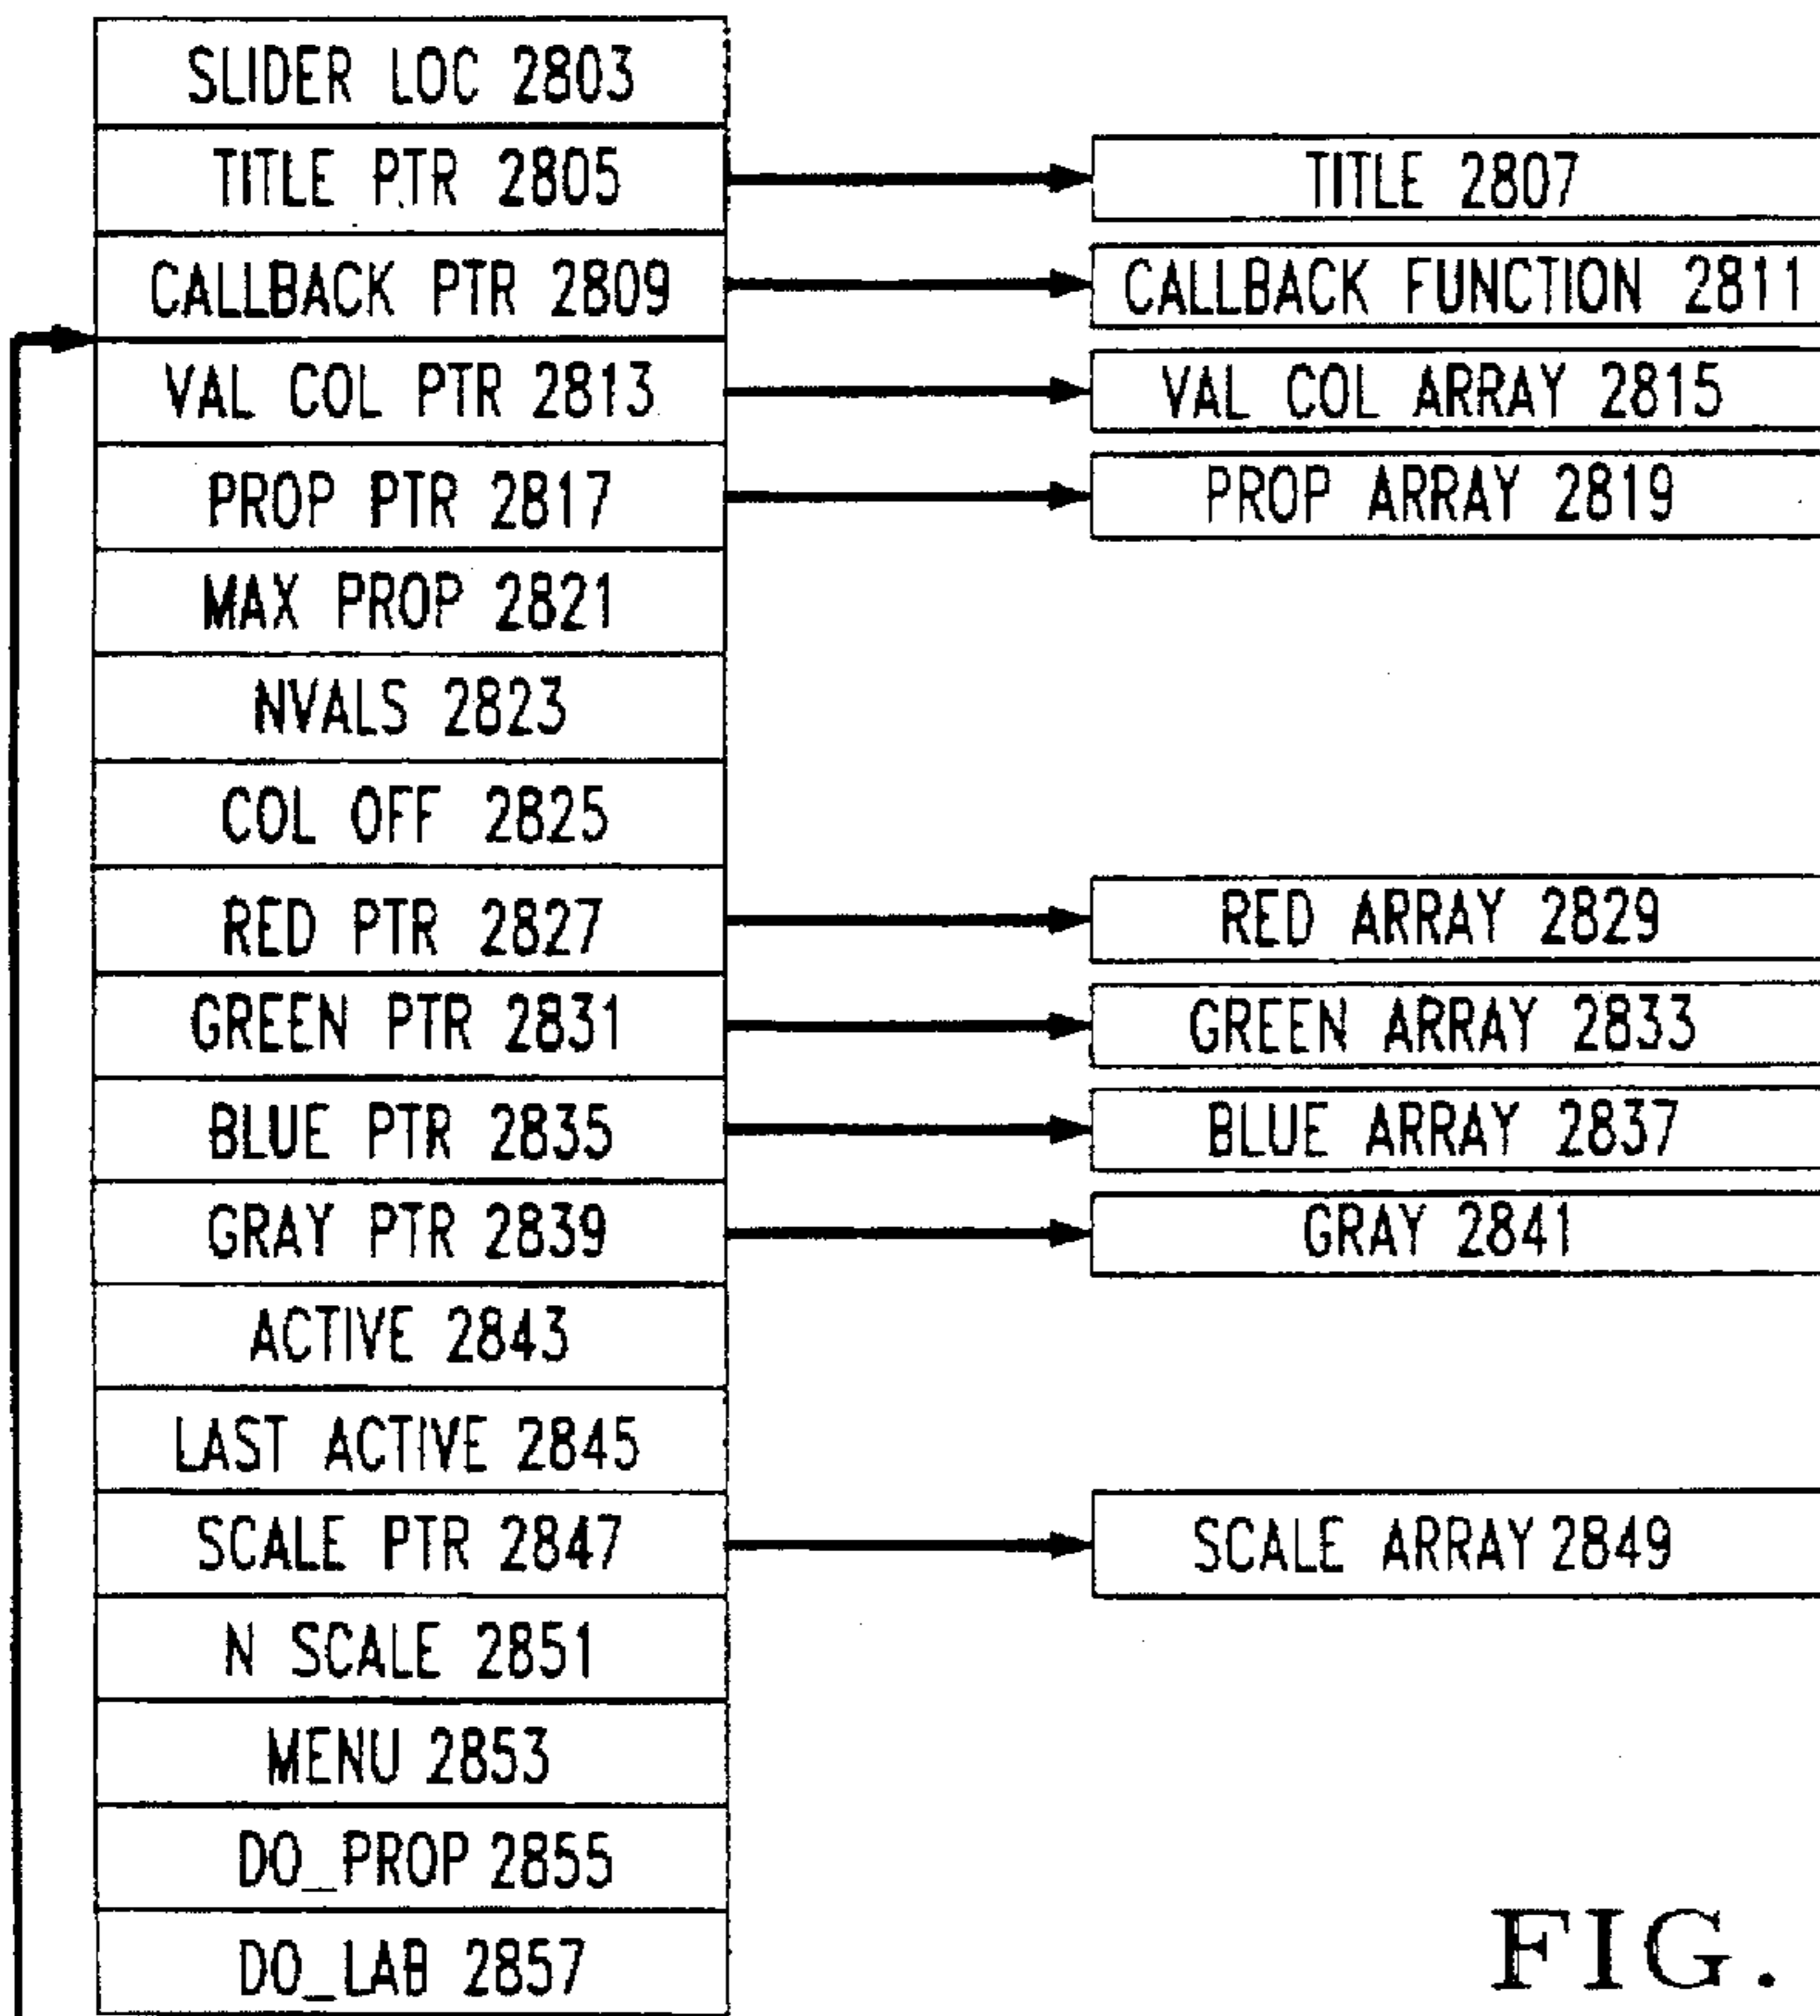 SLIDER LOC 2803
TITLE PTR 2805
TITLE 2807
CALLBACK PTR 2809
CALLBACK FUNCTION 2811
VAL COL PTR 2813
VAL COL ARRAY 2815
PROP PTR 2817
PROP ARRAY 2819
MAX PROP 2821
NVALS 2823
COL OFF 2825
RED PTR 2827
RED ARRAY 2829
GREEN PTR 2831
GREEN ARRAY 2833
BLUE PTR 2835
BLUE ARRAY 2837
GRAY PTR 2839
GRAY 2841
ACTIVE 2843
LAST ACTIVE 2845
SCALE PTR 2847
SCALE ARRAY 2849
N SCALE 2851
MENU 2853
DO_PROP 2855
DO_LAB 2857
FIG.